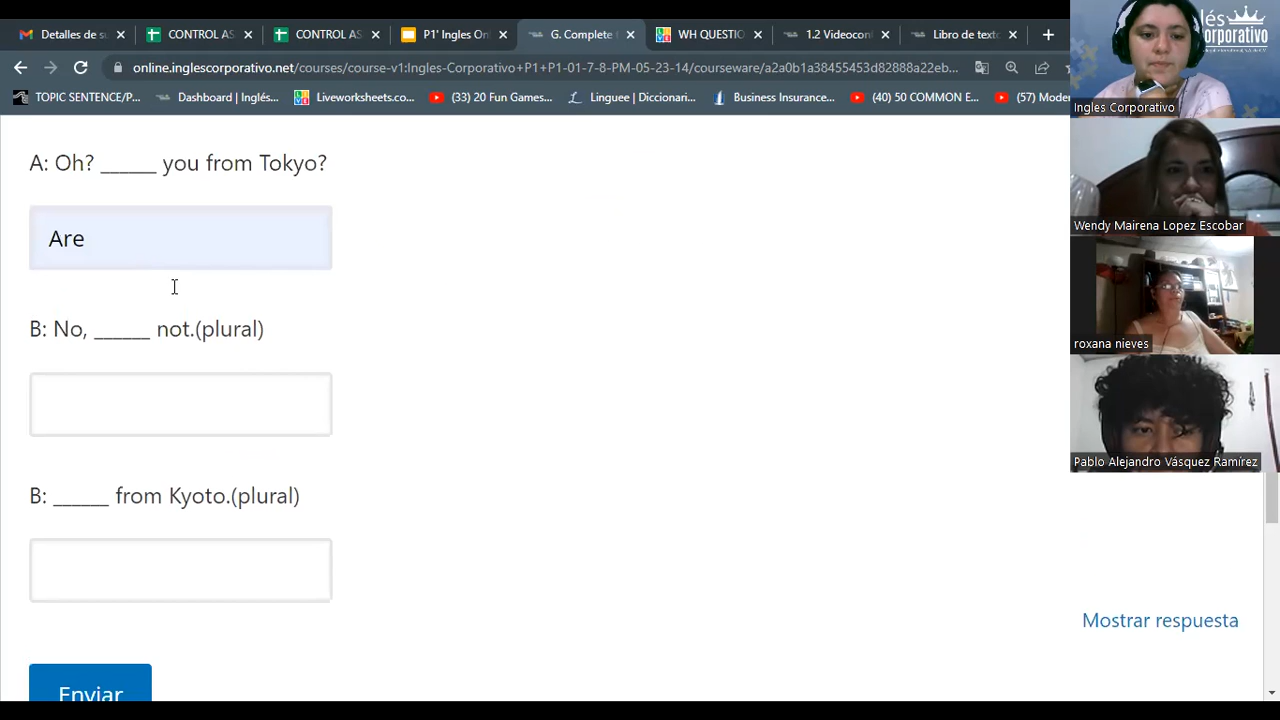 Detalles de su
CONTROL AS
CONTROL AS
P1' Ingles On
G. Complete
WH QUESTIO
1.2 Videoconf
Libro de texto
online.inglescorporativo.net/courses/course-v1:Ingles-Corporativo+P1+P1-01-7-8-PM-05-23-14/courseware/a2a0b1a38455453d82888a22eb...
TOPIC SENTENCE/P...
Dashboard | Inglés...
Liveworksheets.co...
(33) 20 Fun Games...
Linguee | Diccionari...
Business Insurance...
(40) 50 COMMON E...
(57) Mode
A: Oh? ______ you from Tokyo?
Are
B: No, ______ not.(plural)
B: ______ from Kyoto.(plural)
Mostrar respuesta
Enviar
lés
orporativo
Ingles Corporativo
Wendy Mairena Lopez Escobar
roxana nieves
Pablo Alejandro Vásquez Ramírez